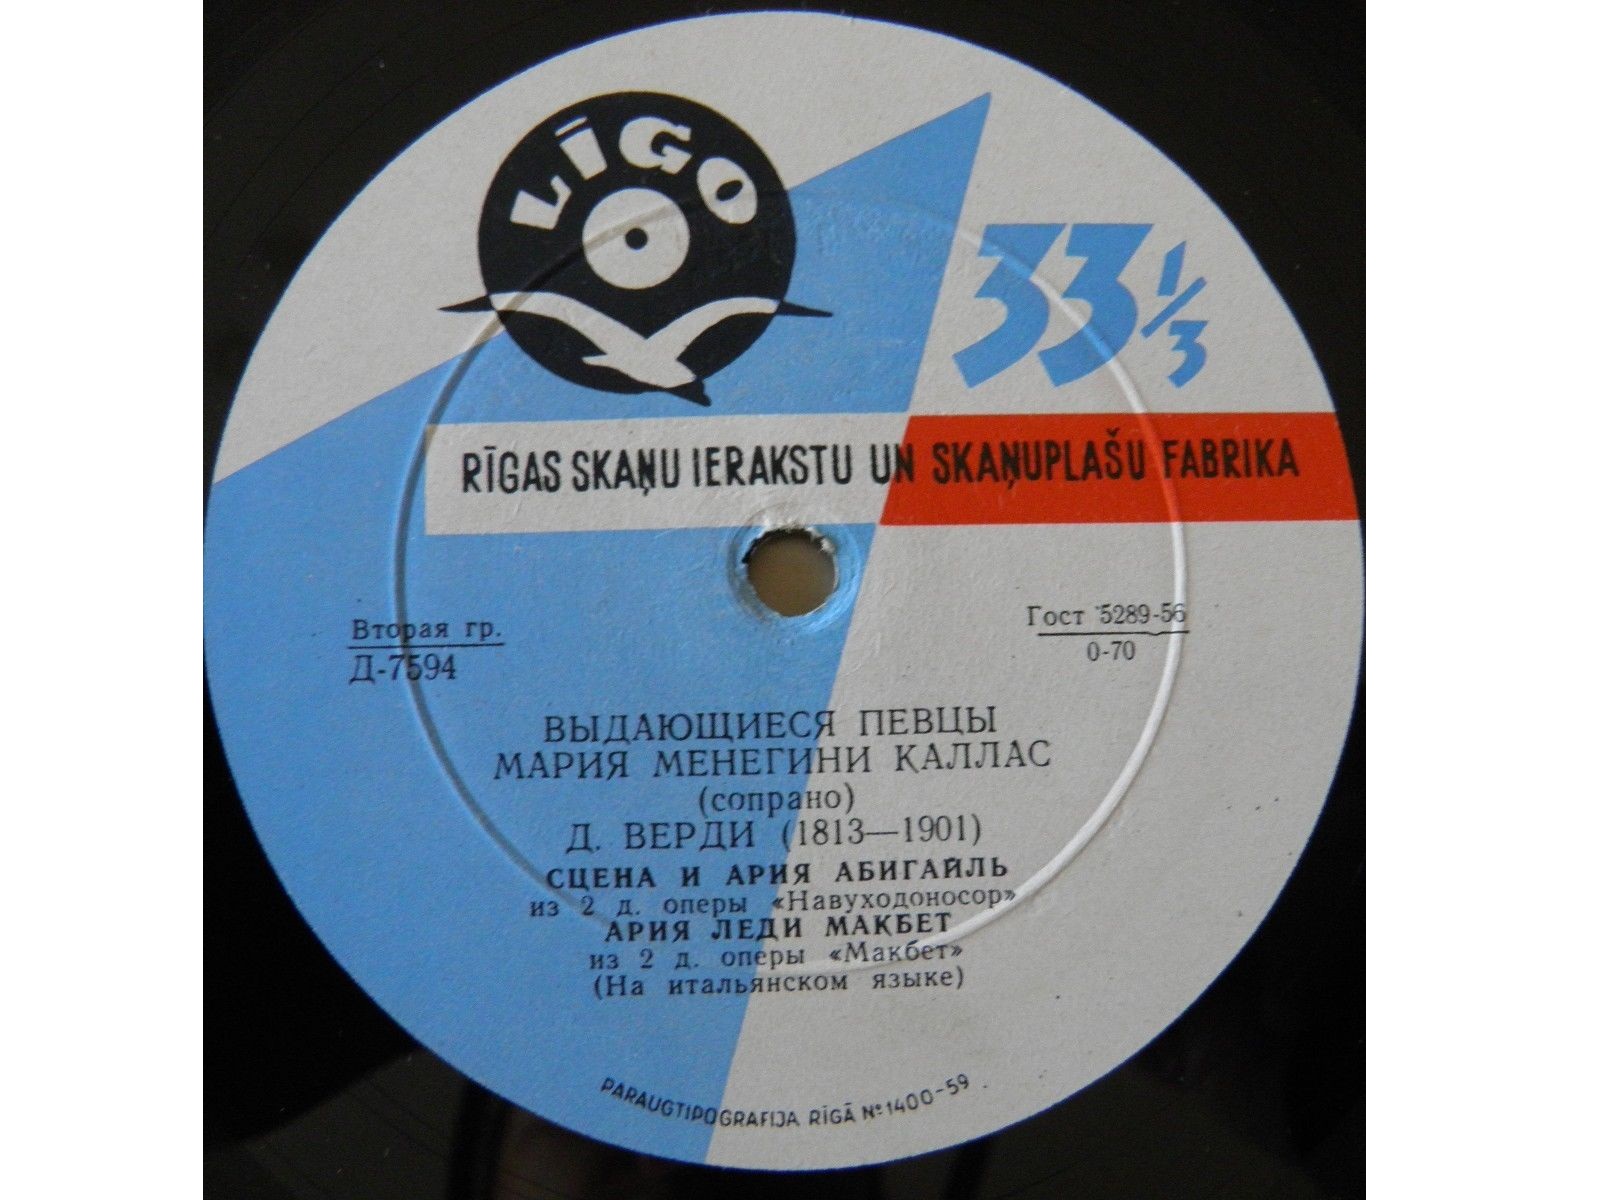 LĪGO
33 1/3
RĪGAS SKAŅU IERAKSTU UN SKAŅUPLAŠU FABRIKA
Вторая гр.
Д-7594
Гост 5289-56
0-70
ВЫДАЮЩИЕСЯ ПЕВЦЫ
МАРИЯ МЕНЕГИНИ КАЛЛАС
(сопрано)
Д. ВЕРДИ (1813—1901)
СЦЕНА И АРИЯ АБИГАЙЛЬ
из 2 д. оперы «Навуходоносор»
АРИЯ ЛЕДИ МАКБЕТ
из 2 д. оперы «Макбет»
(На итальянском языке)
PARAUGTIPOGRAFIJA RĪGĀ № 1400-59